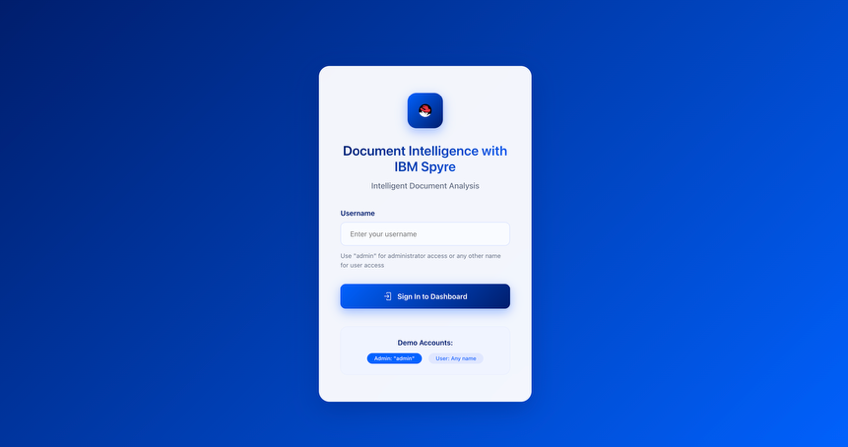 Document Intelligence with
IBM Spyre
Intelligent Document Analysis
Username
Enter your username
Use "admin" for administrator access or any other name
for user access
Sign In to Dashboard
Demo Accounts:
Admin: "admin"
User: Any name